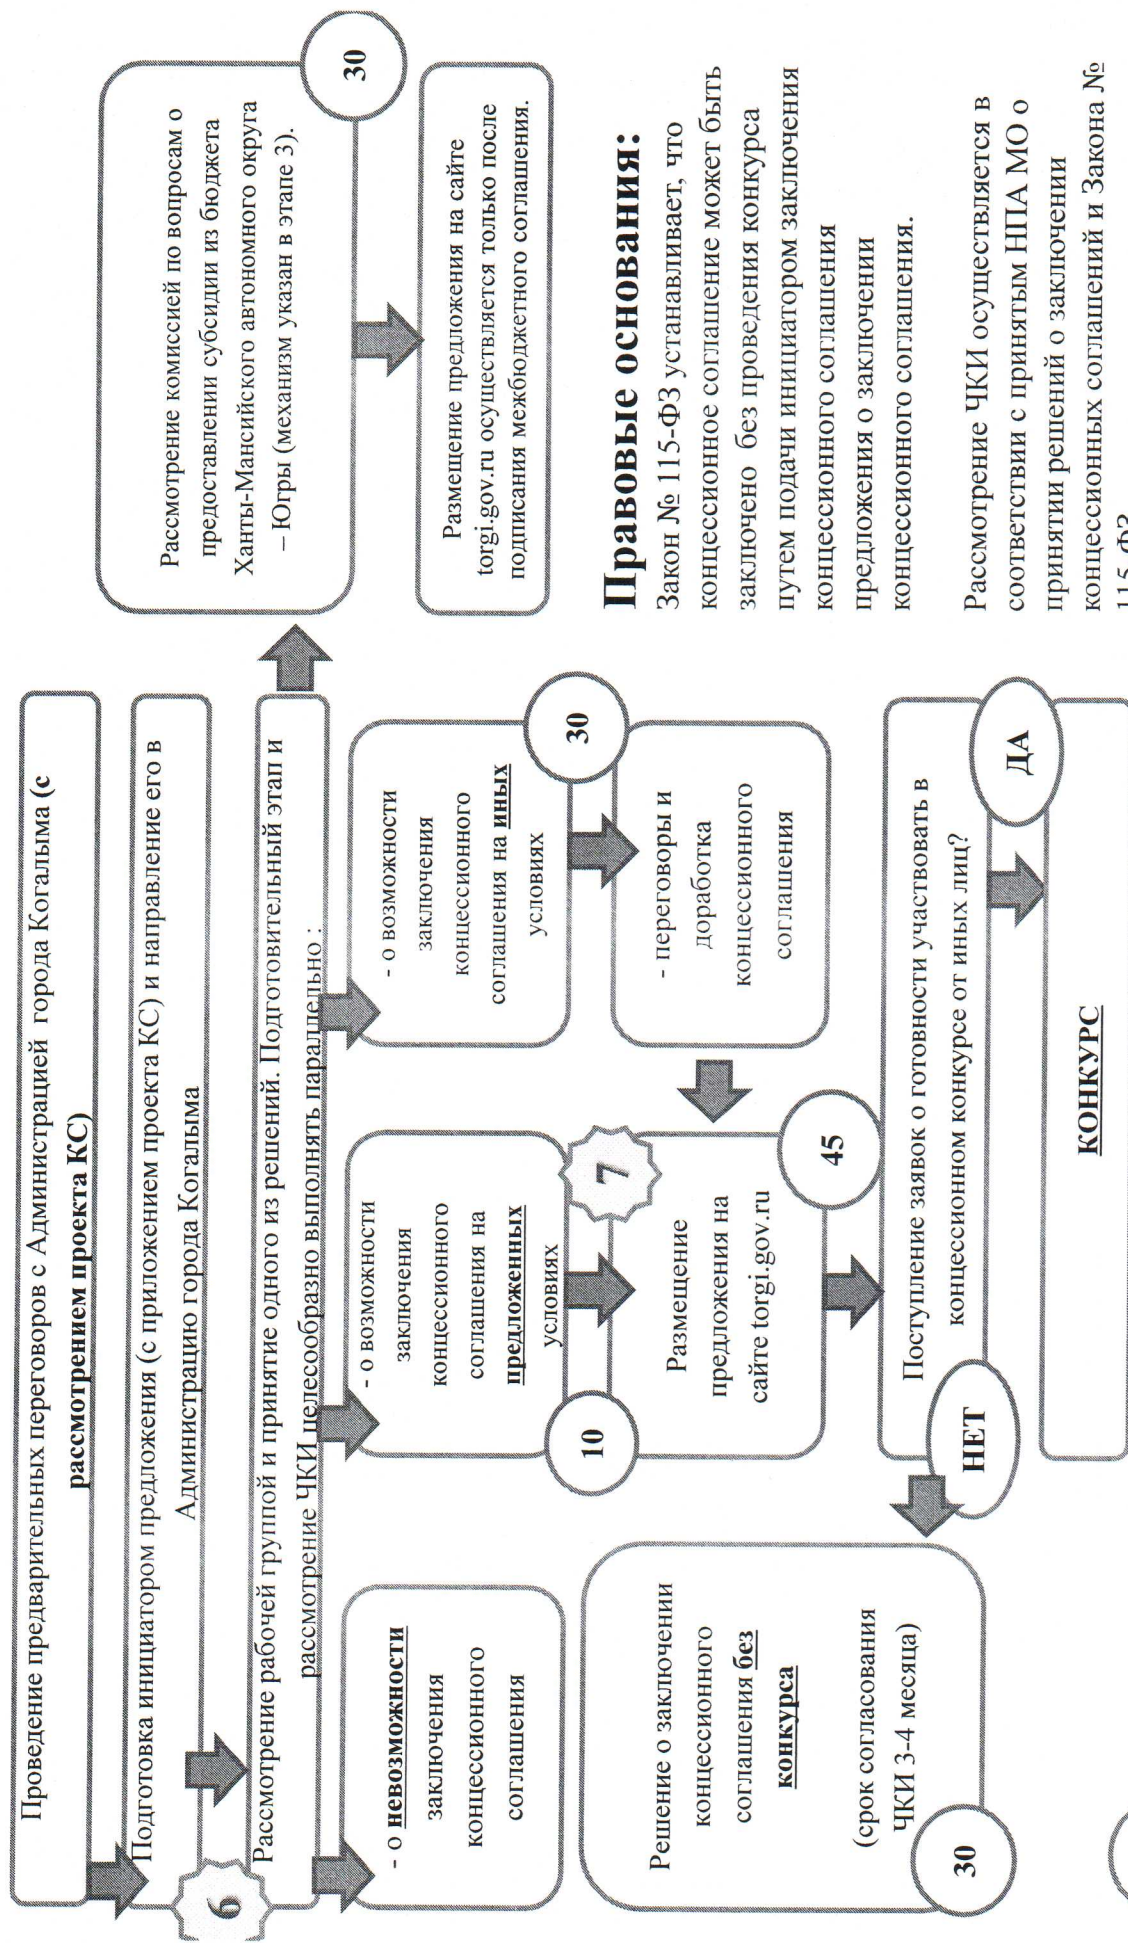 Проведение предварительных переговоров с Администрацией города Когалыма (с
рассмотрением проекта КС)
Подготовка инициатором предложения (с приложением проекта КС) и направление его в
Администрацию города Когалыма
6
Рассмотрение рабочей группой и принятие одного из решений. Подготовительный этап и
рассмотрение ЧКИ целесообразно выполнять параллельно :
- о невозможности
заключения
концессионного
соглашения
- о возможности
заключения
концессионного
соглашения на
предложенных
условиях
10
- о возможности
заключения
концессионного
соглашения на иных
условиях
30
- переговоры и
доработка
концессионного
соглашения
7
Размещение
предложения на
сайте torgi.gov.ru
45
Поступление заявок о готовности участвовать в
концессионном конкурсе от иных лиц?
НЕТ
ДА
Решение о заключении
концессионного
соглашения без
конкурса
(срок согласования
ЧКИ 3-4 месяца)
30
КОНКУРС
Рассмотрение комиссией по вопросам о
предоставлении субсидии из бюджета
Ханты-Мансийского автономного округа
– Югры (механизм указан в этапе 3).
30
Размещение предложения на сайте
torgi.gov.ru осуществляется только после
подписания межбюджетного соглашения.
Правовые основания:
Закон № 115-ФЗ устанавливает, что
концессионное соглашение может быть
заключено без проведения конкурса
путем подачи инициатором заключения
концессионного соглашения
предложения о заключении
концессионного соглашения.
Рассмотрение ЧКИ осуществляется в
соответствии с принятым НПА МО о
принятии решений о заключении
концессионных соглашений и Закона №
115-ФЗ